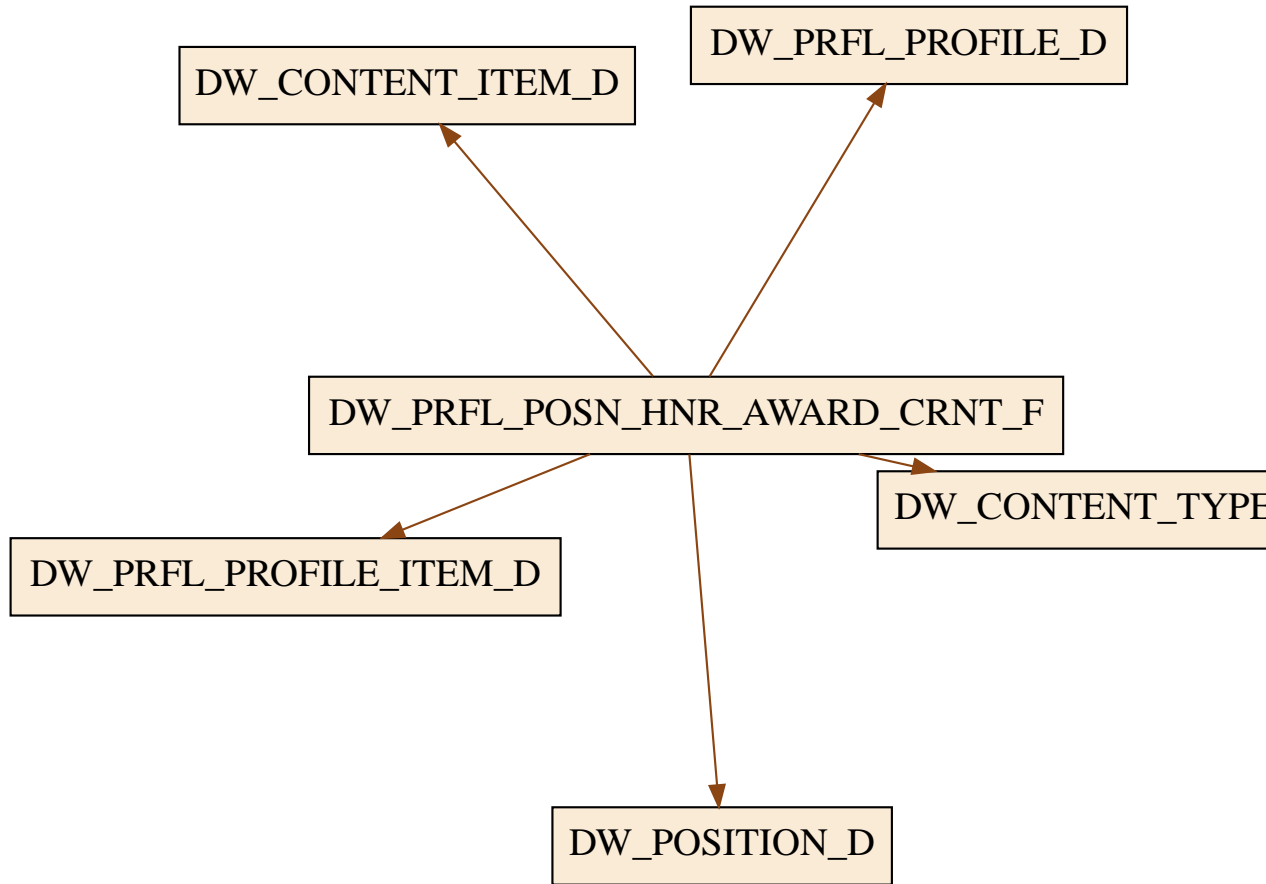 DW_PRFL_PROFILE_D
DW_CONTENT_ITEM_D
DW_PRFL_POSN_HNR_AWARD_CRNT_F
DW_CONTENT_TYPE
DW_PRFL_PROFILE_ITEM_D
DW_POSITION_D